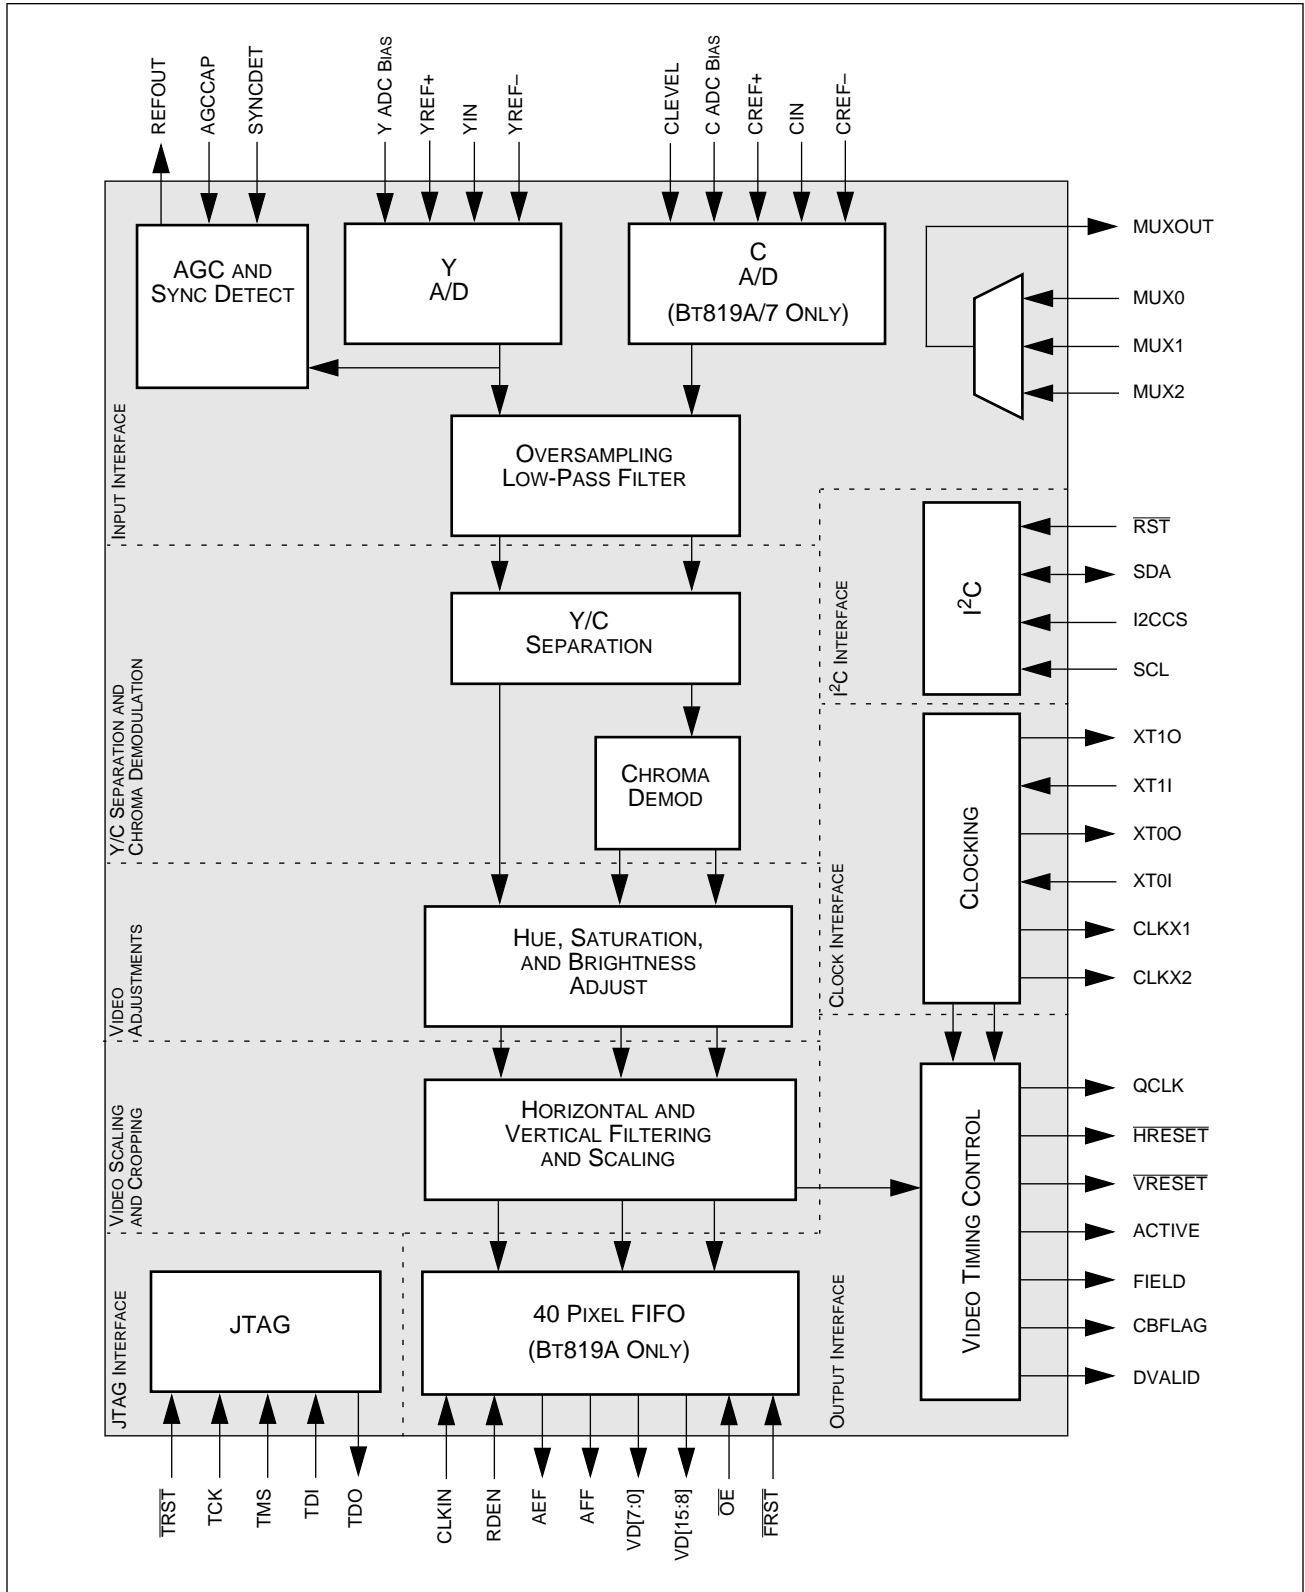 REFOUT
AGCCAP
SYNCDET
Y ADC BIAS
YREF+
YIN
YREF–
CLEVEL
C ADC BIAS
CREF+
CIN
CREF–
AGC AND
SYNC DETECT
Y
A/D
C
A/D
(BT819A/7 ONLY)
MUXOUT
MUX0
MUX1
MUX2
INPUT INTERFACE
OVERSAMPLING
LOW-PASS FILTER
I²C INTERFACE
I²C
RST
SDA
I2CCS
SCL
Y/C SEPARATION AND
CHROMA DEMODULATION
Y/C
SEPARATION
CHROMA
DEMOD
CLOCK INTERFACE
CLOCKING
XT1O
XT1I
XT0O
XT0I
CLKX1
CLKX2
VIDEO
ADJUSTMENTS
HUE, SATURATION,
AND BRIGHTNESS
ADJUST
VIDEO SCALING
AND CROPPING
HORIZONTAL AND
VERTICAL FILTERING
AND SCALING
OUTPUT INTERFACE
VIDEO TIMING CONTROL
QCLK
HRESET
VRESET
ACTIVE
FIELD
CBFLAG
DVALID
JTAG INTERFACE
JTAG
40 PIXEL FIFO
(BT819A ONLY)
TRST
TCK
TMS
TDI
TDO
CLKIN
RDEN
AEF
AFF
VD[7:0]
VD[15:8]
OE
FRST